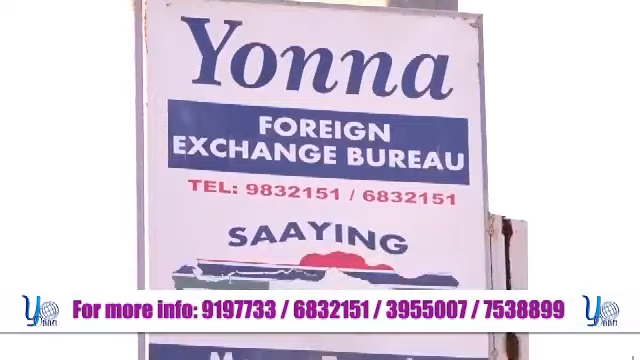 Yonna
FOREIGN
EXCHANGE BUREAU
TEL: 9832151 / 6832151
SAAYING
For more info: 9197733 / 6832151 / 3955007 / 7538899